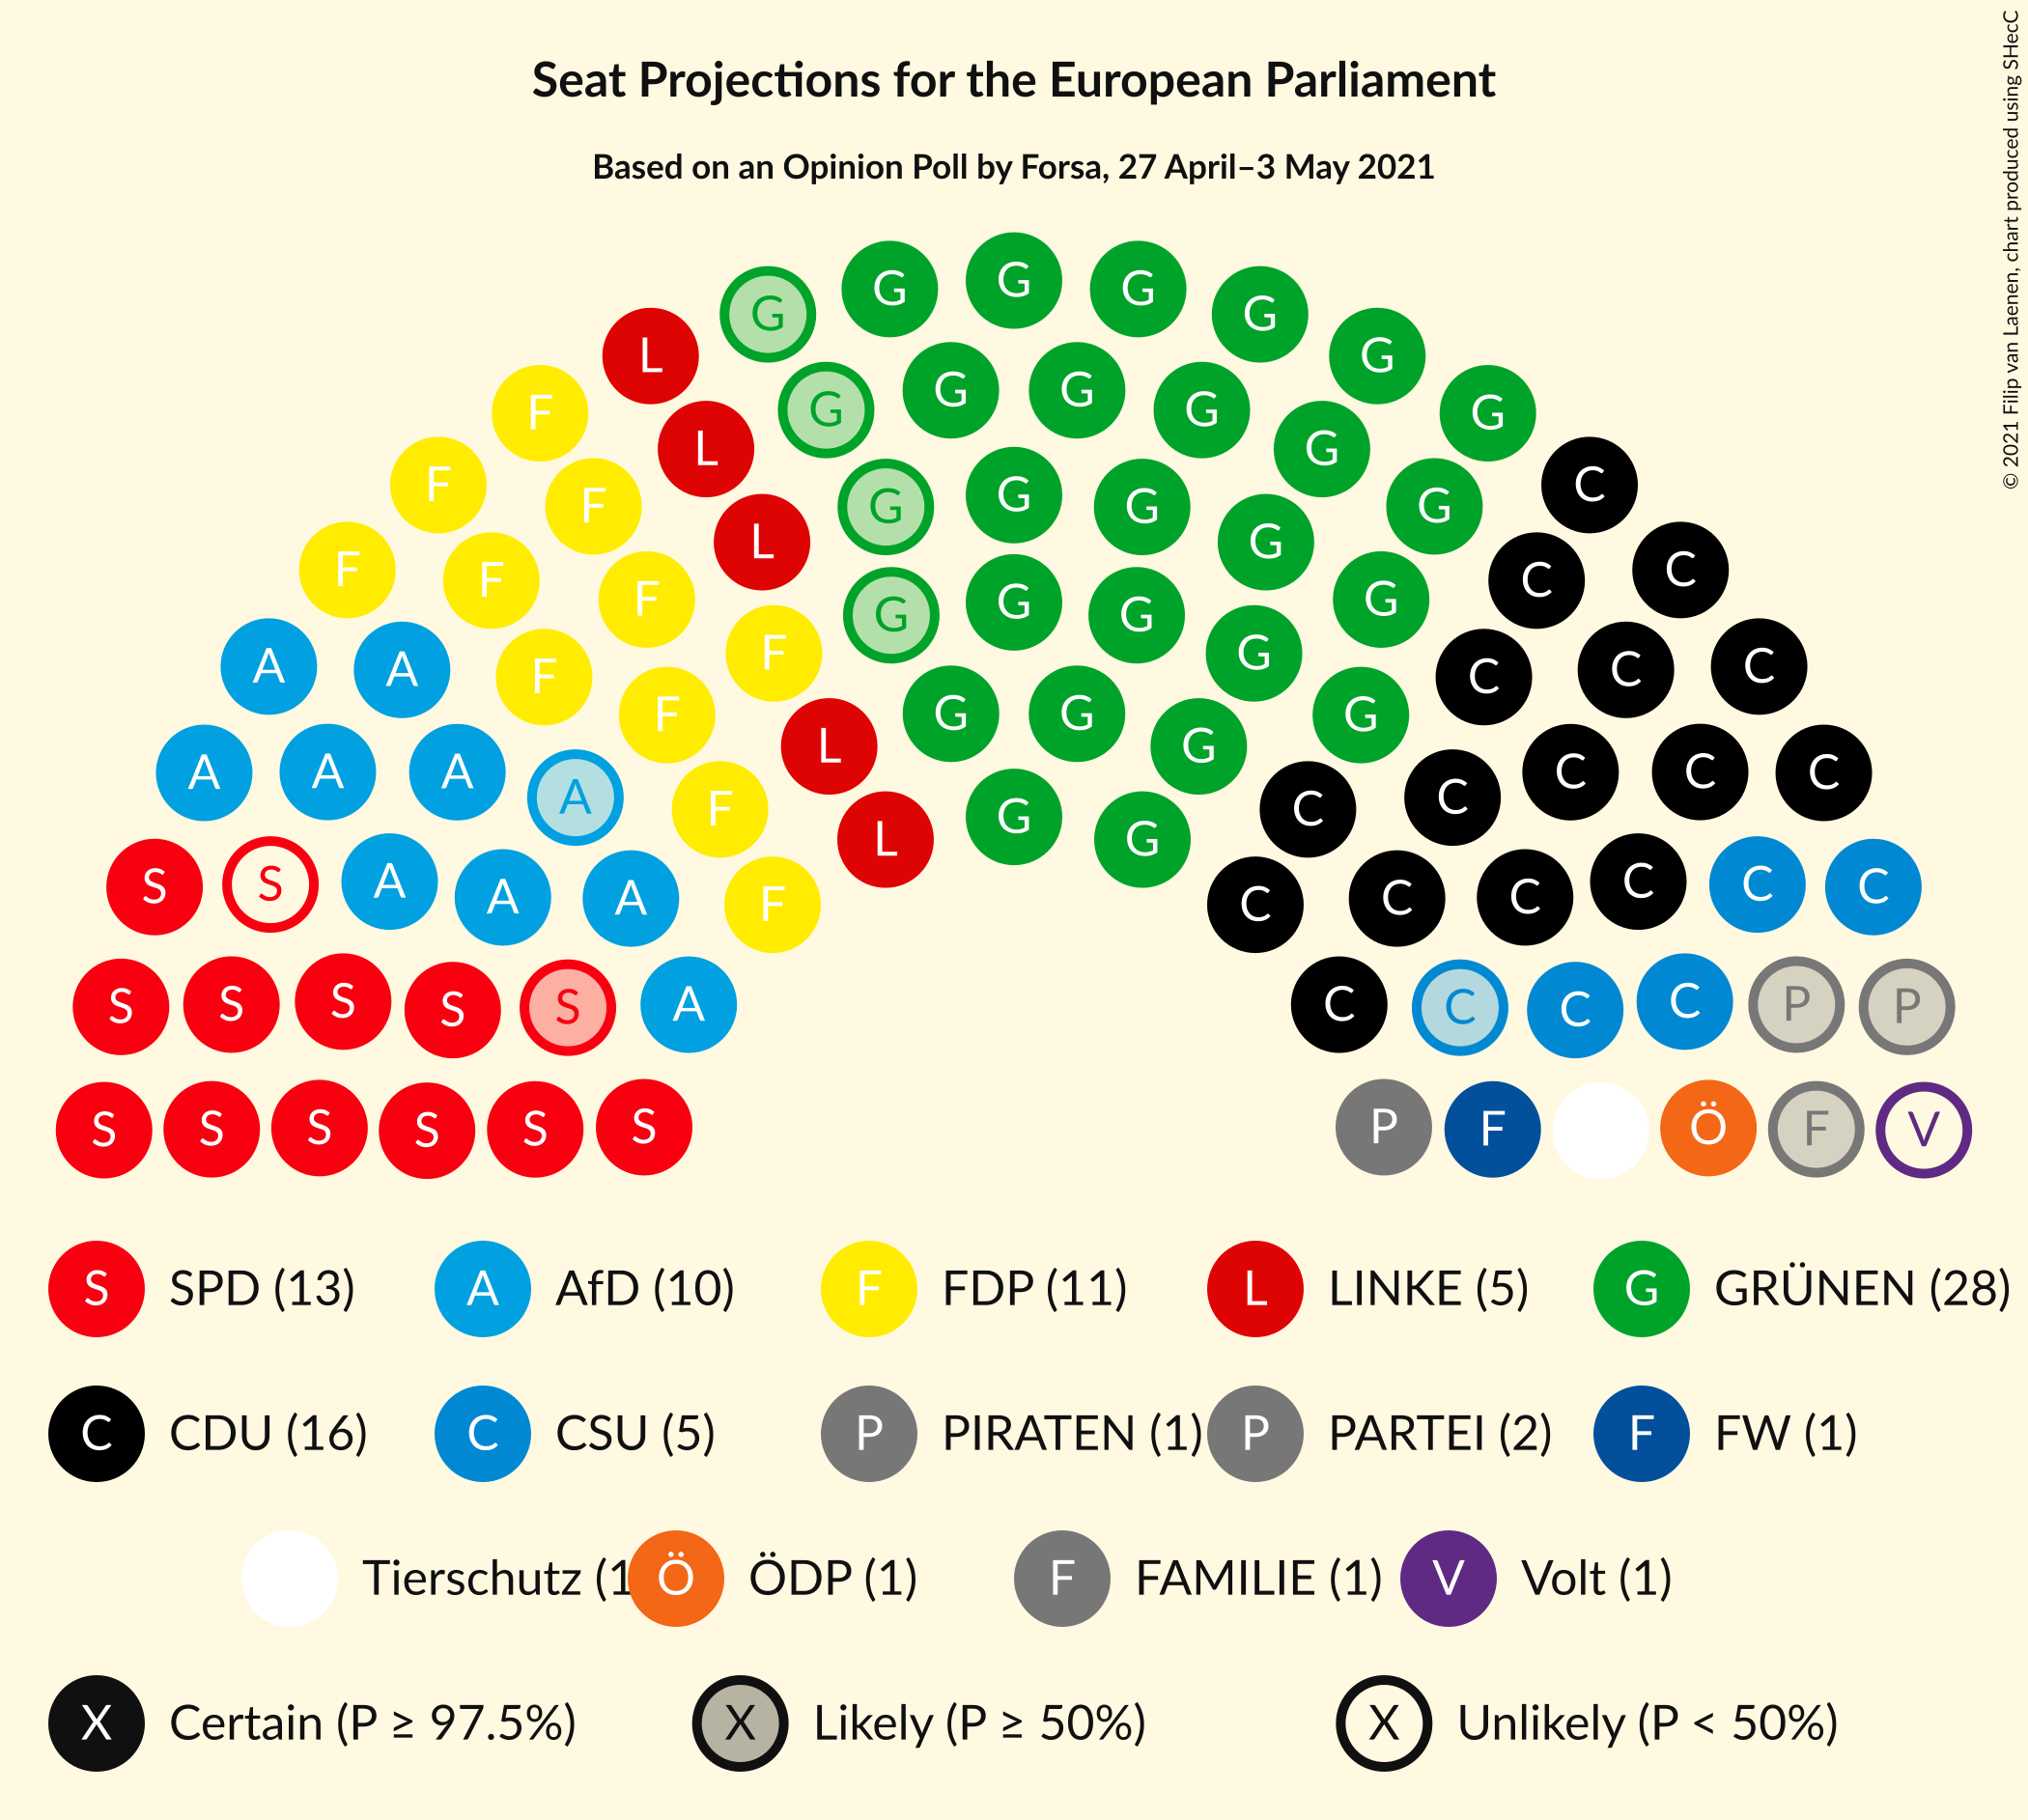 Seat Projections for the European Parliament
Based on an Opinion Poll by Forsa, 27 April–3 May 2021
© 2021 Filip van Laenen, chart produced using SHecC
G G G G G
L G
G G G
F G G G
L G
F F G G G C
L G
F F F G G G G C C
F G
A A F F L G G G G C C C
A A A A F G C C C C C
L G
S S A A A F C C C C C C
S S S S S A C C C C P P
S S S S S S P F Ö F V
S SPD (13) A AfD (10) F FDP (11) L LINKE (5) G GRÜNEN (28)
C CDU (16) C CSU (5) P PIRATEN (1) P PARTEI (2) F FW (1)
Tierschutz (1 Ö ÖDP (1) F FAMILIE (1) V Volt (1)
X Certain (P ≥ 97.5%) X Likely (P ≥ 50%) X Unlikely (P < 50%)